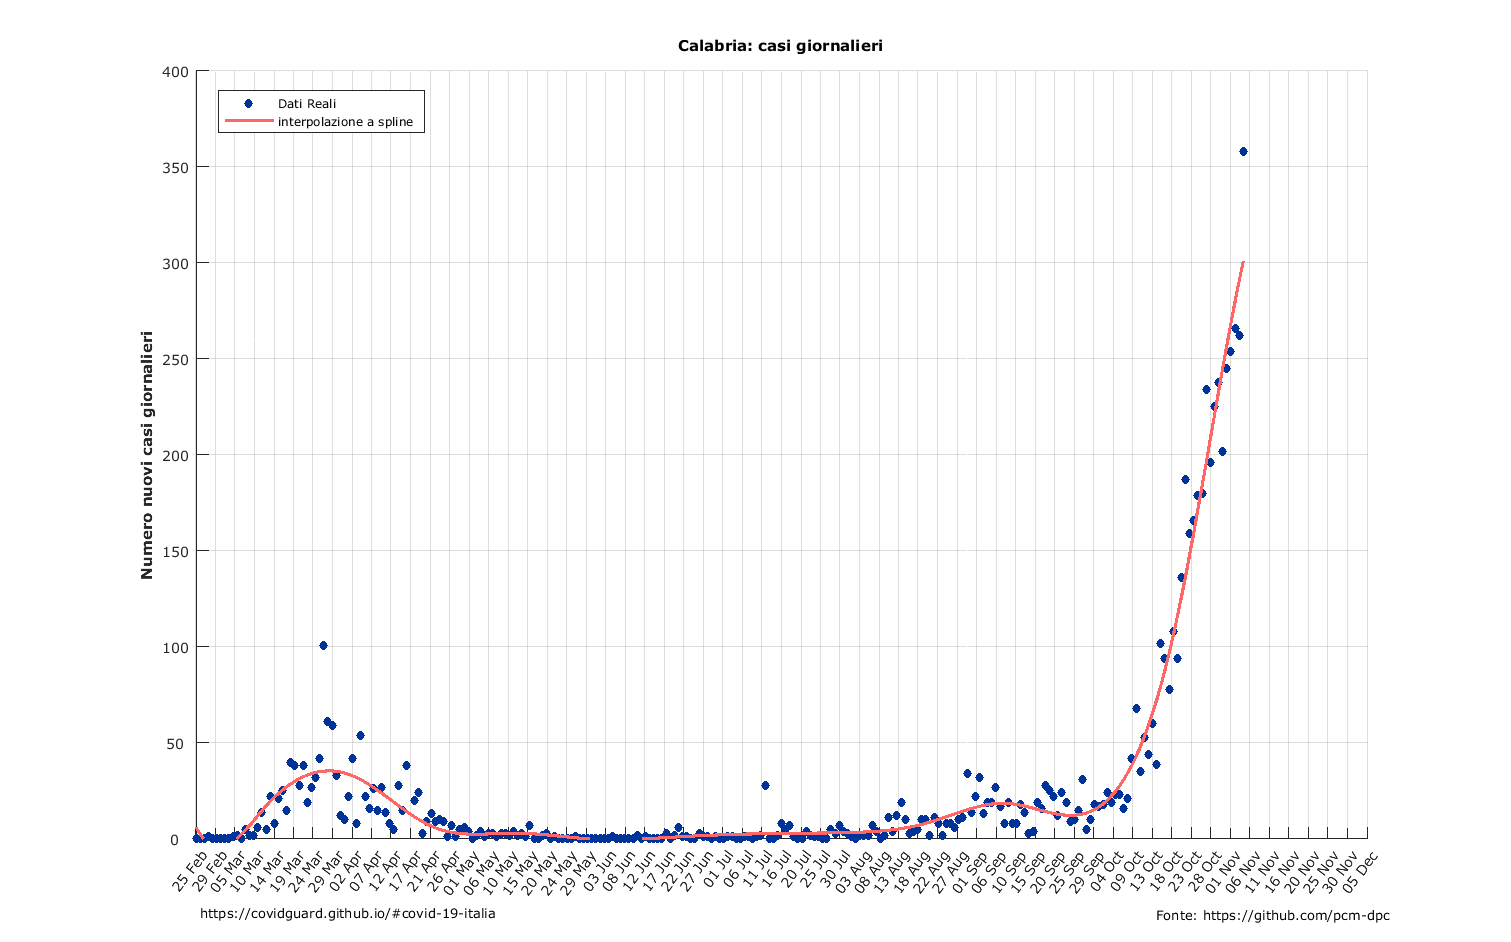 Calabria: casi giornalieri
400
350
300
250
200
150
100
50
0
Numero nuovi casi giornalieri
Dati Reali
interpolazione a spline
25 Feb
29 Feb
05 Mar
10 Mar
14 Mar
19 Mar
24 Mar
29 Mar
02 Apr
07 Apr
12 Apr
17 Apr
21 Apr
26 Apr
01 May
06 May
10 May
15 May
20 May
24 May
29 May
03 Jun
08 Jun
12 Jun
17 Jun
22 Jun
27 Jun
01 Jul
06 Jul
11 Jul
16 Jul
20 Jul
25 Jul
30 Jul
03 Aug
08 Aug
13 Aug
18 Aug
22 Aug
27 Aug
01 Sep
06 Sep
10 Sep
15 Sep
20 Sep
25 Sep
29 Sep
04 Oct
09 Oct
13 Oct
18 Oct
23 Oct
28 Oct
01 Nov
06 Nov
11 Nov
16 Nov
20 Nov
25 Nov
30 Nov
05 Dec
https://covidguard.github.io/#covid-19-italia
Fonte: https://github.com/pcm-dpc